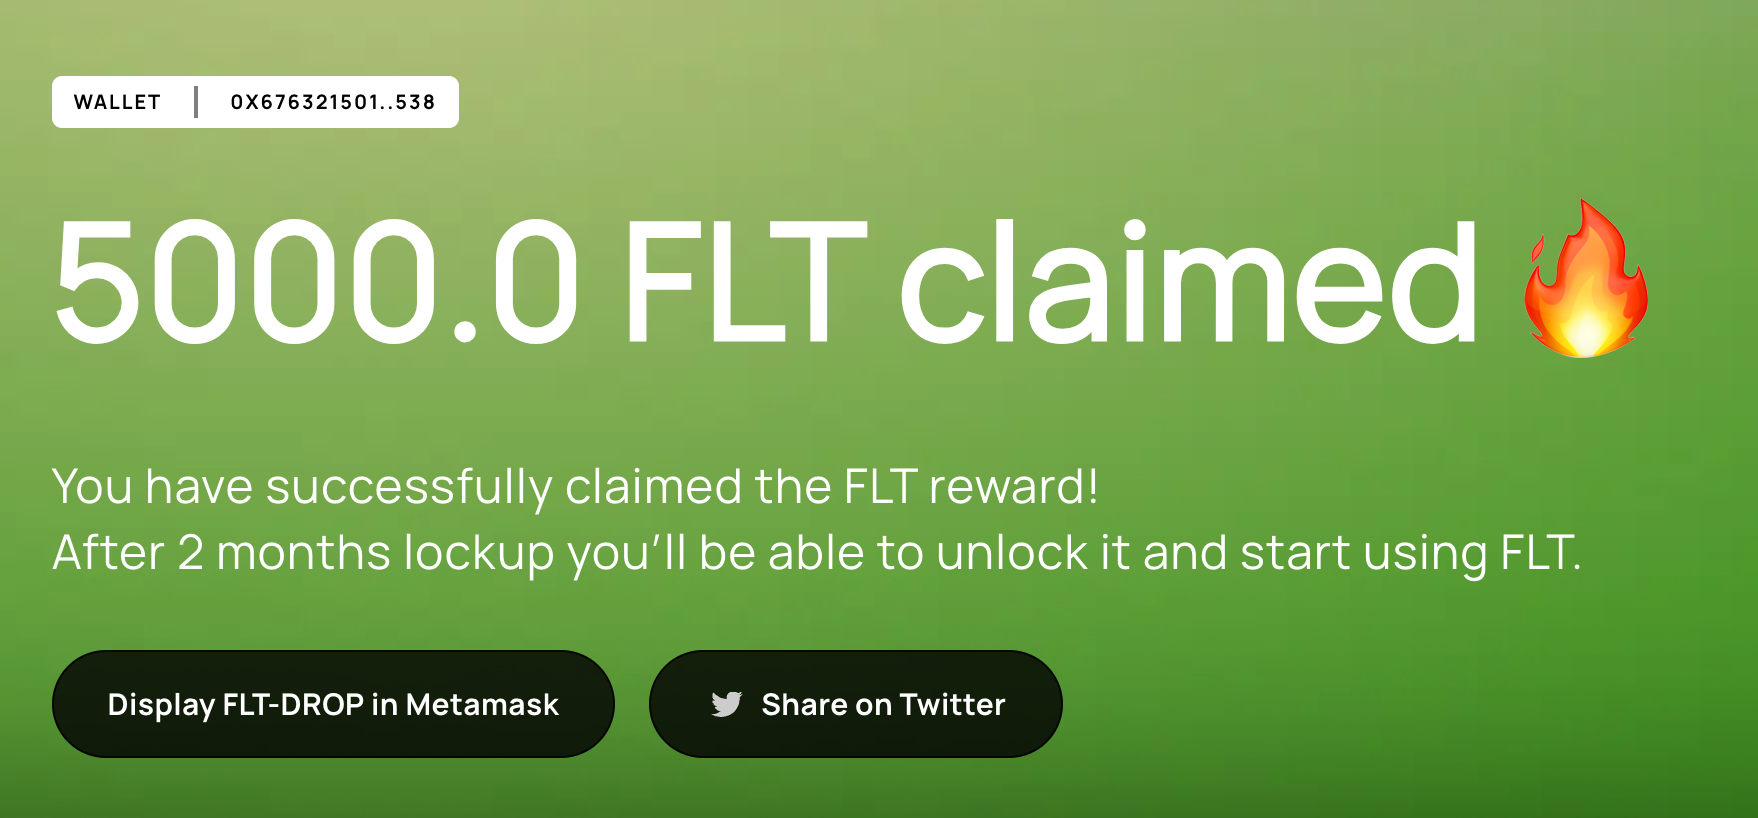 WALLET | 0X676321501..538
5000.0 FLT claimed 🔥
You have successfully claimed the FLT reward!
After 2 months lockup you’ll be able to unlock it and start using FLT.
Display FLT-DROP in Metamask
Share on Twitter